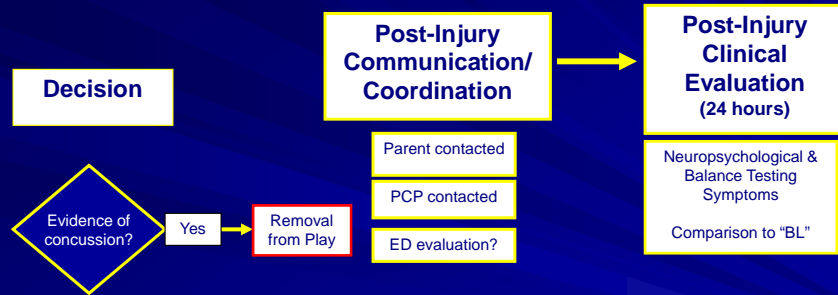 Decision
Evidence of
concussion?
Yes
Removal
from Play
Post-Injury
Communication/
Coordination
Parent contacted
PCP contacted
ED evaluation?
Post-Injury
Clinical
Evaluation
(24 hours)
Neuropsychological &
Balance Testing
Symptoms
Comparison to "BL"